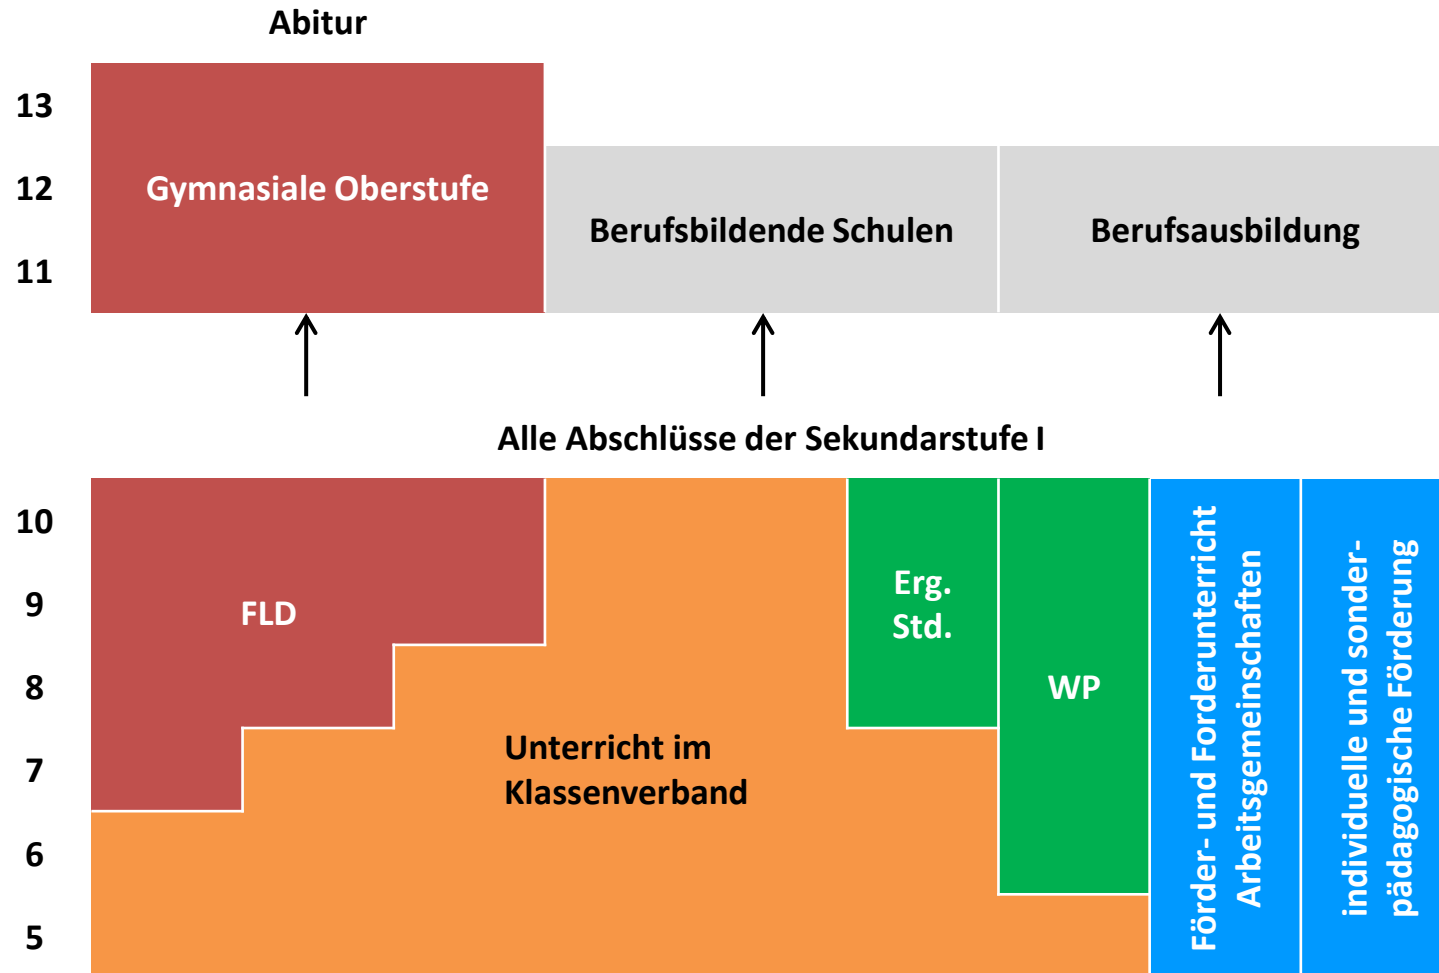 Abitur
13
12
11
Gymnasiale Oberstufe
Berufsbildende Schulen
Berufsausbildung
Alle Abschlüsse der Sekundarstufe I
10
9
8
7
6
5
FLD
Unterricht im
Klassenverband
Erg.
Std.
WP
Förder- und Forderunterricht
Arbeitsgemeinschaften
individuelle und sonder-
pädagogische Förderung